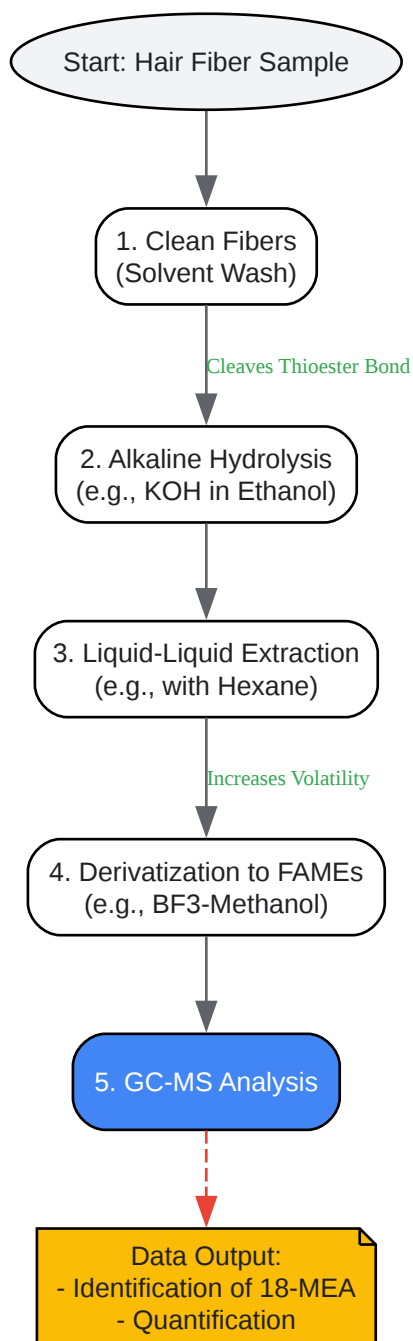 Start: Hair Fiber Sample
1. Clean Fibers
(Solvent Wash)
Cleaves Thioester Bond
2. Alkaline Hydrolysis
(e.g., KOH in Ethanol)
3. Liquid-Liquid Extraction
(e.g., with Hexane)
Increases Volatility
4. Derivatization to FAMEs
(e.g., BF3-Methanol)
5. GC-MS Analysis
Data Output:
- Identification of 18-MEA
- Quantification